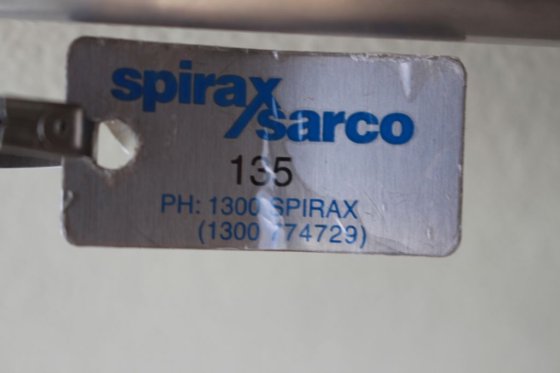 spirax
sarco
135
PH: 1300 SPIRAX
(1300 774729)